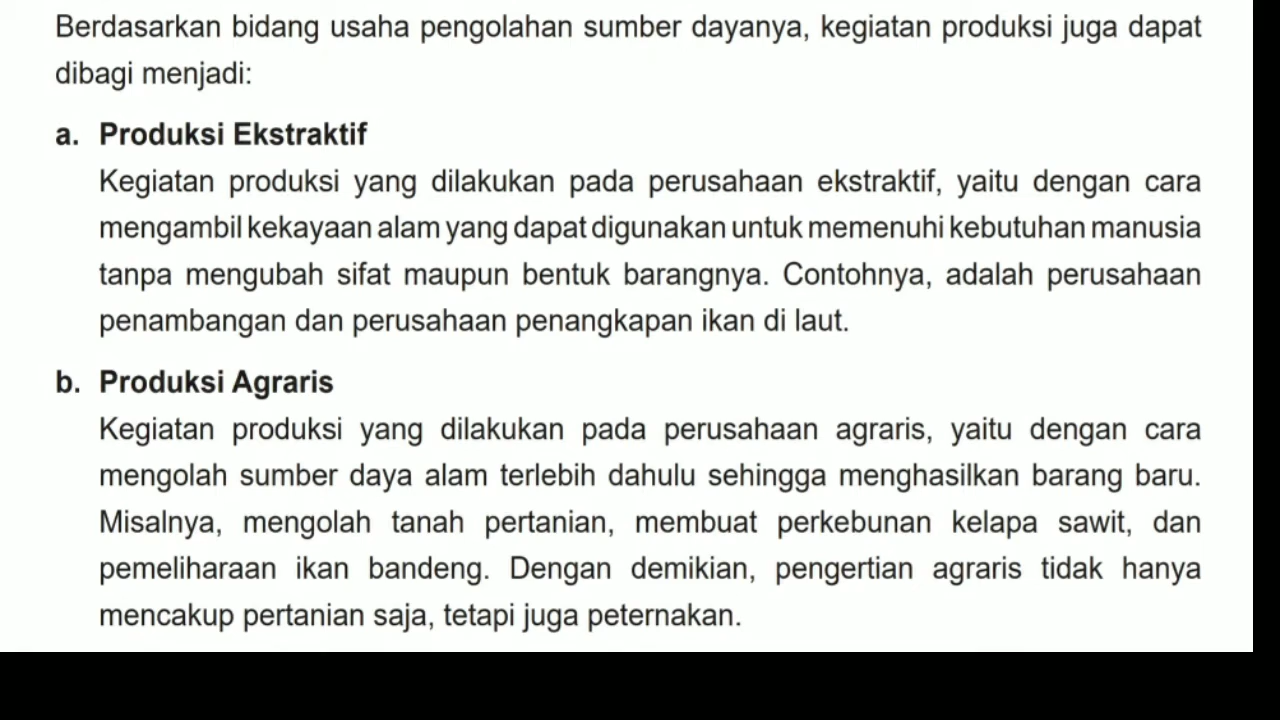 Berdasarkan bidang usaha pengolahan sumber dayanya, kegiatan produksi juga dapat
dibagi menjadi:
a. Produksi Ekstraktif
Kegiatan produksi yang dilakukan pada perusahaan ekstraktif, yaitu dengan cara
mengambil kekayaan alam yang dapat digunakan untuk memenuhi kebutuhan manusia
tanpa mengubah sifat maupun bentuk barangnya. Contohnya, adalah perusahaan
penambangan dan perusahaan penangkapan ikan di laut.
b. Produksi Agraris
Kegiatan produksi yang dilakukan pada perusahaan agraris, yaitu dengan cara
mengolah sumber daya alam terlebih dahulu sehingga menghasilkan barang baru.
Misalnya, mengolah tanah pertanian, membuat perkebunan kelapa sawit, dan
pemeliharaan ikan bandeng. Dengan demikian, pengertian agraris tidak hanya
mencakup pertanian saja, tetapi juga peternakan.